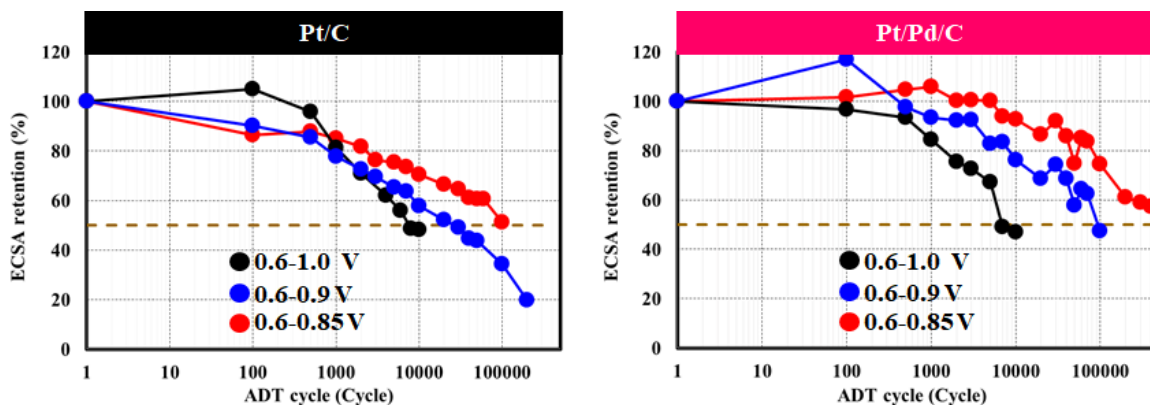 Pt/C
120
100
80
60
40
20
0
ECSA retention (%)
1
10
100
1000
10000
100000
ADT cycle (Cycle)
0.6-1.0 V
0.6-0.9 V
0.6-0.85 V
Pt/Pd/C
120
100
80
60
40
20
0
ECSA retention (%)
1
10
100
1000
10000
100000
ADT cycle (Cycle)
0.6-1.0 V
0.6-0.9 V
0.6-0.85 V